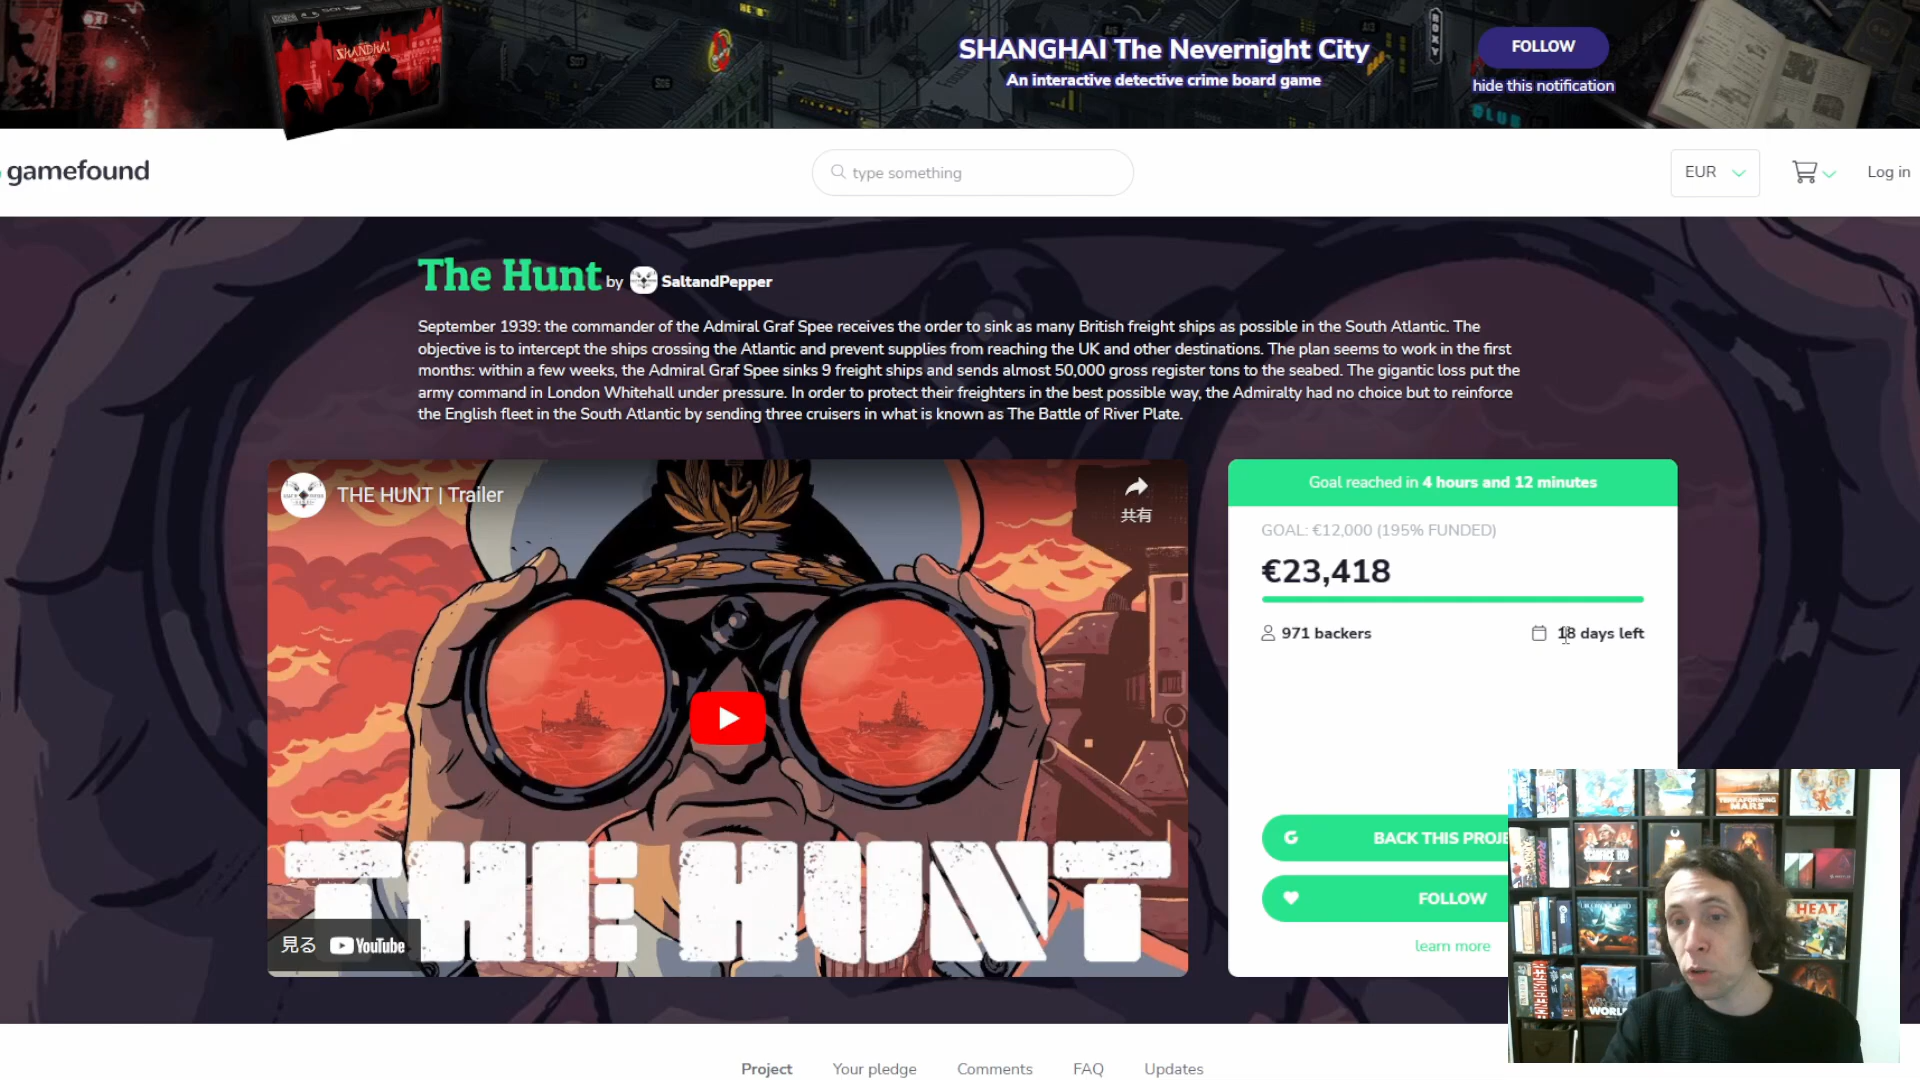 SHANGHAI
SHANGHAI The Nevernight City
An interactive detective crime board game
FOLLOW
hide this notification
ROXY
gamefound
type something
EUR
Log in
The Hunt by SaltandPepper
September 1939: the commander of the Admiral Graf Spee receives the order to sink as many British freight ships as possible in the South Atlantic. The
objective is to intercept the ships crossing the Atlantic and prevent supplies from reaching the UK and other destinations. The plan seems to work in the first
months: within a few weeks, the Admiral Graf Spee sinks 9 freight ships and sends almost 50,000 gross register tons to the seabed. The gigantic loss put the
army command in London Whitehall under pressure. In order to protect their freighters in the best possible way, the Admiralty had no choice but to reinforce
the English fleet in the South Atlantic by sending three cruisers in what is known as The Battle of River Plate.
THE HUNT | Trailer
共有
THE HUNT
見る YouTube
Goal reached in 4 hours and 12 minutes
GOAL: €12,000 (195% FUNDED)
€23,418
971 backers
18 days left
BACK THIS PROJE
FOLLOW
learn more
TERRAFORMING
MARS
HEAT
WORL
Project
Your pledge
Comments
FAQ
Updates